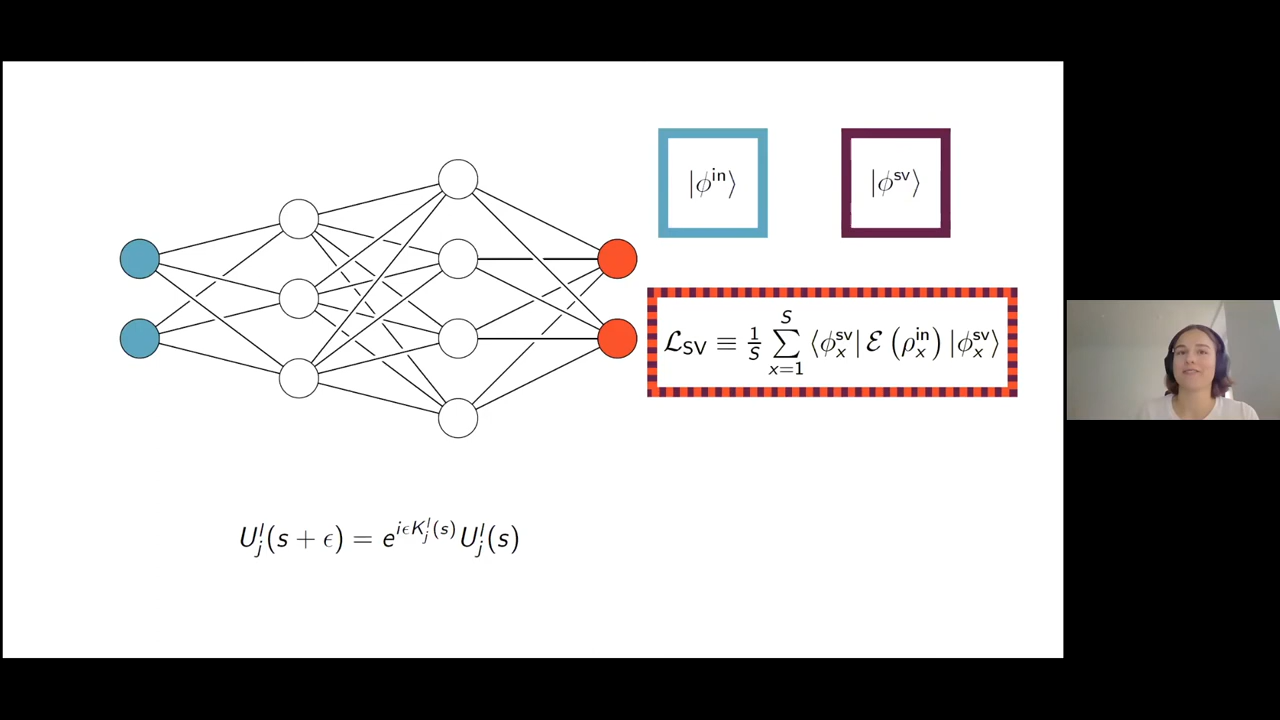 |ϕ^in⟩
|ϕ^sv⟩
ℒ_SV ≡ 1/S ∑_{x=1}^{S} ⟨ϕ_x^sv| ℰ (ρ_x^in) |ϕ_x^sv⟩
U_j^l(s + ϵ) = e^{iϵK_j^l(s)} U_j^l(s)